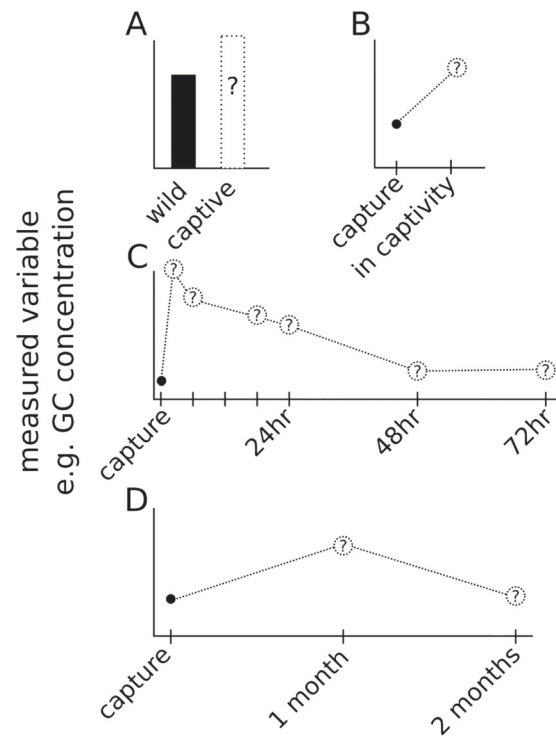 A
?
wild
captive
B
?
capture
in captivity
measured variable
e.g. GC concentration
C
?
?
?
?
?
?
capture
24hr
48hr
72hr
D
?
?
capture
1 month
2 months